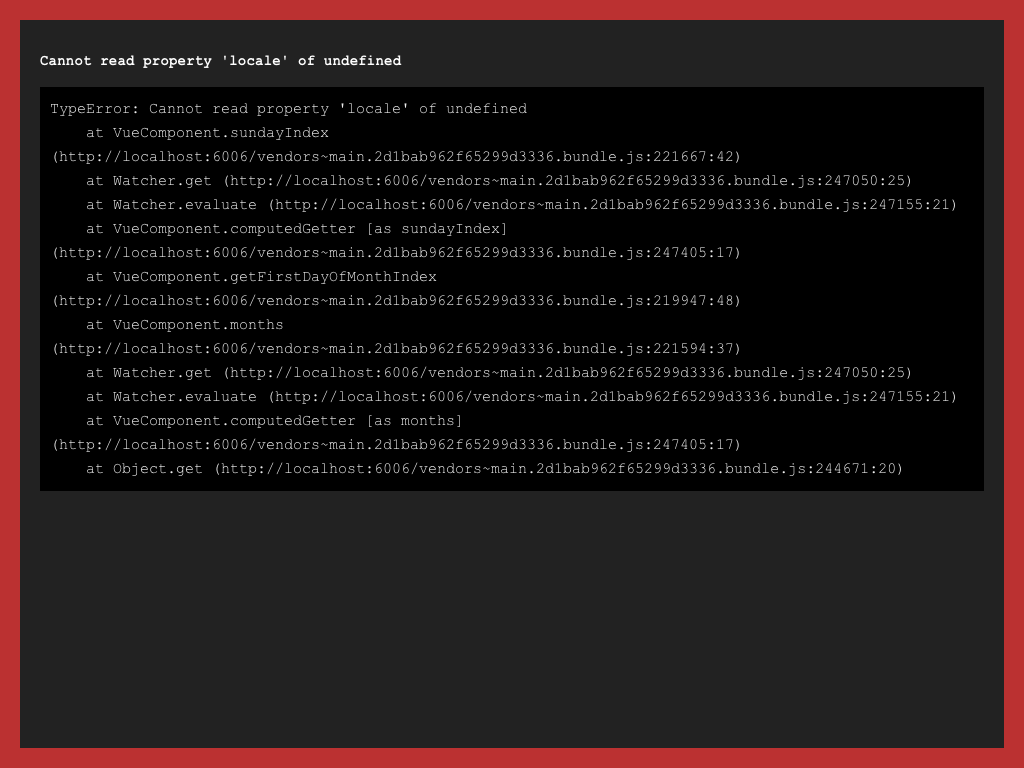 Cannot read property 'locale' of undefined
TypeError: Cannot read property 'locale' of undefined
    at VueComponent.sundayIndex
(http://localhost:6006/vendors~main.2d1bab962f65299d3336.bundle.js:221667:42)
    at Watcher.get (http://localhost:6006/vendors~main.2d1bab962f65299d3336.bundle.js:247050:25)
    at Watcher.evaluate (http://localhost:6006/vendors~main.2d1bab962f65299d3336.bundle.js:247155:21)
    at VueComponent.computedGetter [as sundayIndex]
(http://localhost:6006/vendors~main.2d1bab962f65299d3336.bundle.js:247405:17)
    at VueComponent.getFirstDayOfMonthIndex
(http://localhost:6006/vendors~main.2d1bab962f65299d3336.bundle.js:219947:48)
    at VueComponent.months
(http://localhost:6006/vendors~main.2d1bab962f65299d3336.bundle.js:221594:37)
    at Watcher.get (http://localhost:6006/vendors~main.2d1bab962f65299d3336.bundle.js:247050:25)
    at Watcher.evaluate (http://localhost:6006/vendors~main.2d1bab962f65299d3336.bundle.js:247155:21)
    at VueComponent.computedGetter [as months]
(http://localhost:6006/vendors~main.2d1bab962f65299d3336.bundle.js:247405:17)
    at Object.get (http://localhost:6006/vendors~main.2d1bab962f65299d3336.bundle.js:244671:20)